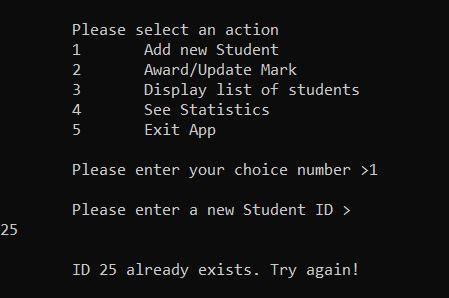 Please select an action
1 Add new Student
2 Award/Update Mark
3 Display list of students
4 See Statistics
5 Exit App
Please enter your choice number >1
Please enter a new Student ID >
25
ID 25 already exists. Try again!